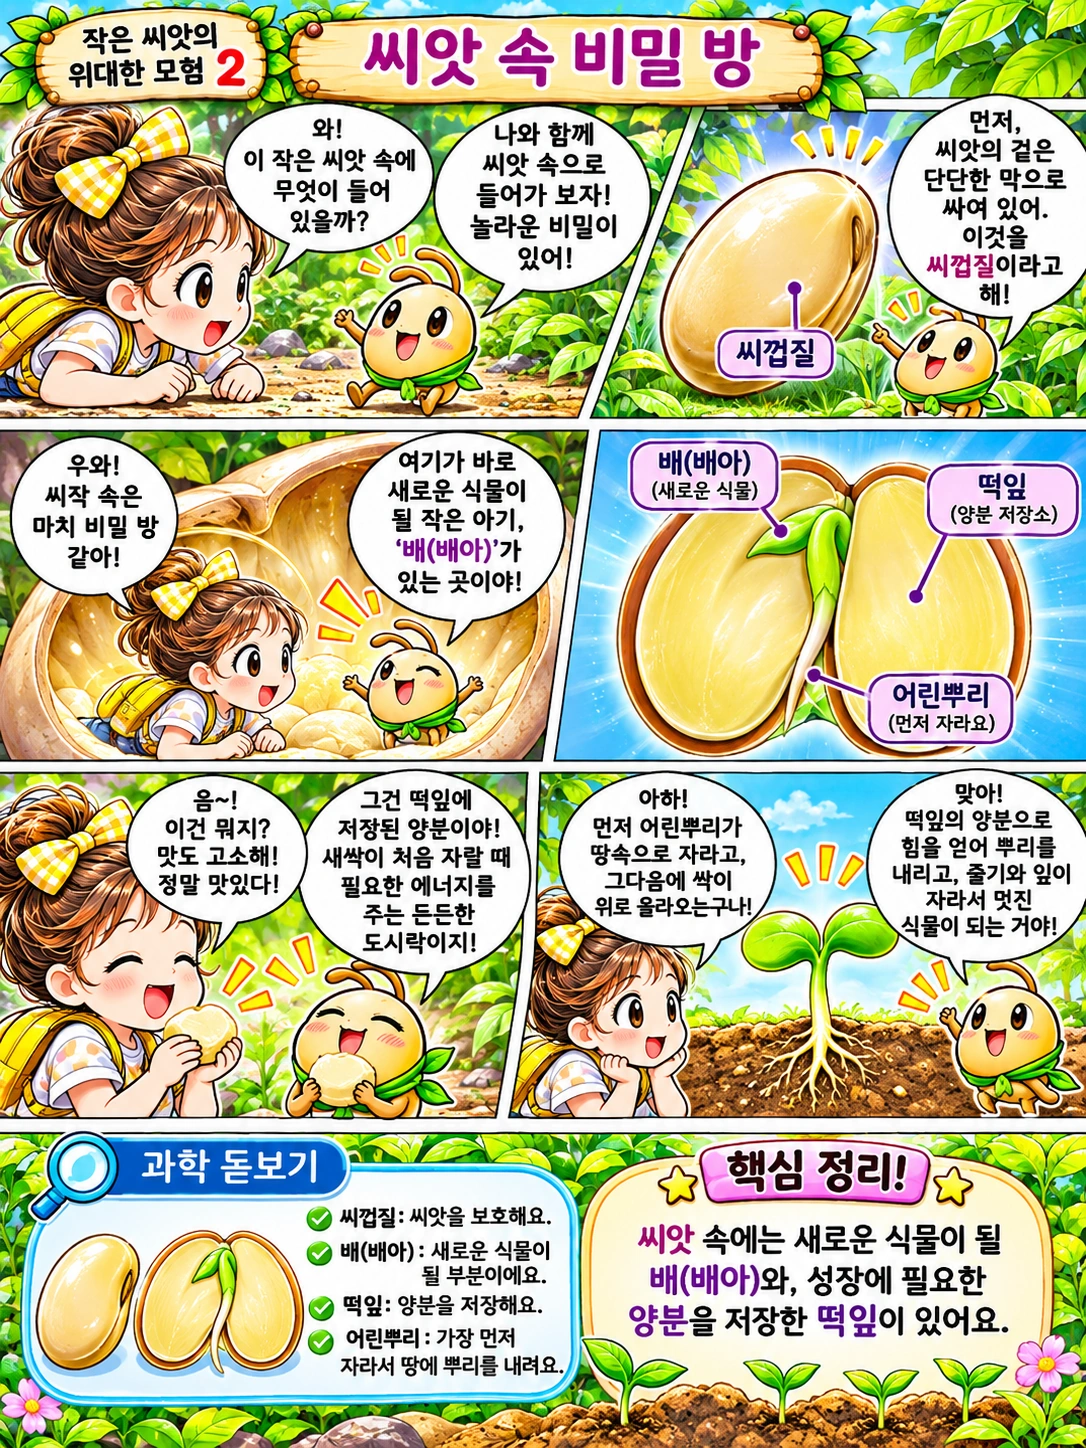 작은 씨앗의
위대한 모험 2
씨앗 속 비밀 방
와!
이 작은 씨앗 속에
무엇이 들어
있을까?
나와 함께
씨앗 속으로
들어가 보자!
놀라운 비밀이
있어!
먼저,
씨앗의 겉은
단단한 막으로
싸여 있어.
이것을
씨껍질이라고
해!
씨껍질
우와!
씨작 속은
마치 비밀 방
같아!
여기가 바로
새로운 식물이
될 작은 아기,
‘배(배아)’가
있는 곳이야!
배(배아)
(새로운 식물)
떡잎
(양분 저장소)
어린뿌리
(먼저 자라요)
음~!
이건 뭐지?
맛도 고소해!
정말 맛있다!
그건 떡잎에
저장된 양분이야!
새싹이 처음 자랄 때
필요한 에너지를
주는 든든한
도시락이지!
아하!
먼저 어린뿌리가
땅속으로 자라고,
그다음에 싹이
위로 올라오는구나!
맞아!
떡잎의 양분으로
힘을 얻어 뿌리를
내리고, 줄기와 잎이
자라서 멋진
식물이 되는 거야!
과학 돋보기
씨껍질: 씨앗을 보호해요.
배(배아): 새로운 식물이
될 부분이에요.
떡잎: 양분을 저장해요.
어린뿌리: 가장 먼저
자라서 땅에 뿌리를 내려요.
핵심 정리!
씨앗 속에는 새로운 식물이 될
배(배아)와, 성장에 필요한
양분을 저장한 떡잎이 있어요.